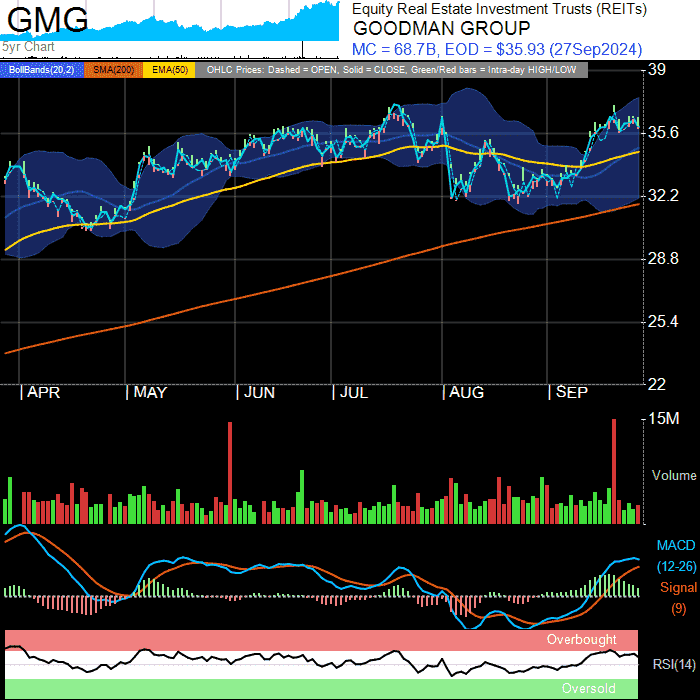 GMG
5yr Chart
Equity Real Estate Investment Trusts (REITs)
GOODMAN GROUP
MC = 68.7B, EOD = $35.93 (27Sep2024)
BollBands(20,2) SMA(200) EMA(50) OHLC Prices: Dashed = OPEN, Solid = CLOSE, Green/Red bars = Intra-day HIGH/LOW
39
35.6
32.2
28.8
25.4
22
APR MAY JUN JUL AUG SEP
15M
Volume
MACD
(12-26)
Signal
(9)
Overbought
RSI(14)
Oversold